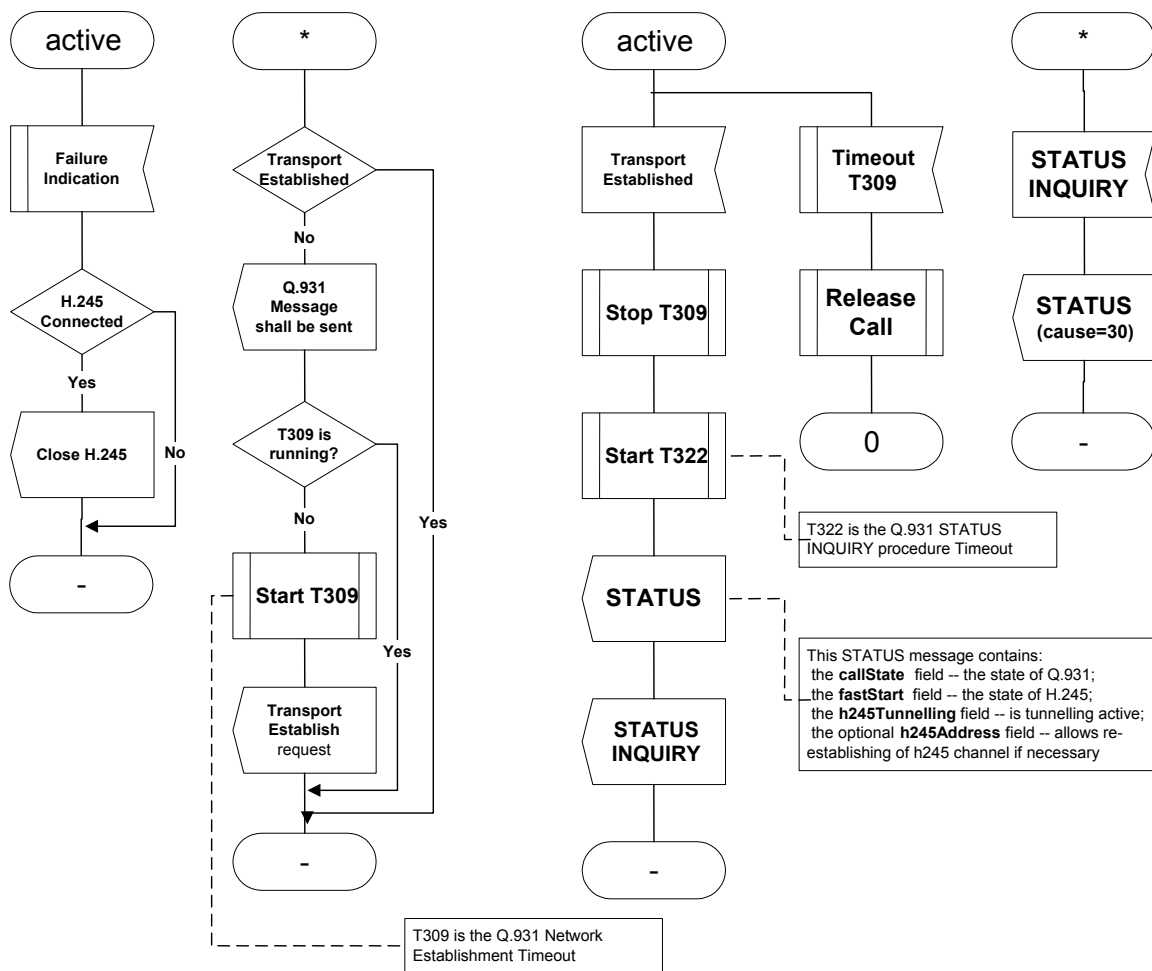 active
Failure
Indication
H.245
Connected
Yes
No
Close H.245
-
*
Transport
Established
No
Q.931
Message
shall be sent
T309 is
running?
No
Yes
Yes
Start T309
Transport
Establish
request
-
T309 is the Q.931 Network
Establishment Timeout
active
Transport
Established
Stop T309
Start T322
STATUS
STATUS
INQUIRY
-
Timeout
T309
Release
Call
0
T322 is the Q.931 STATUS
INQUIRY procedure Timeout
This STATUS message contains:
the callState field -- the state of Q.931;
the fastStart field -- the state of H.245;
the h245Tunnelling field -- is tunnelling active;
the optional h245Address field -- allows re-
establishing of h245 channel if necessary
*
STATUS
INQUIRY
STATUS
(cause=30)
-